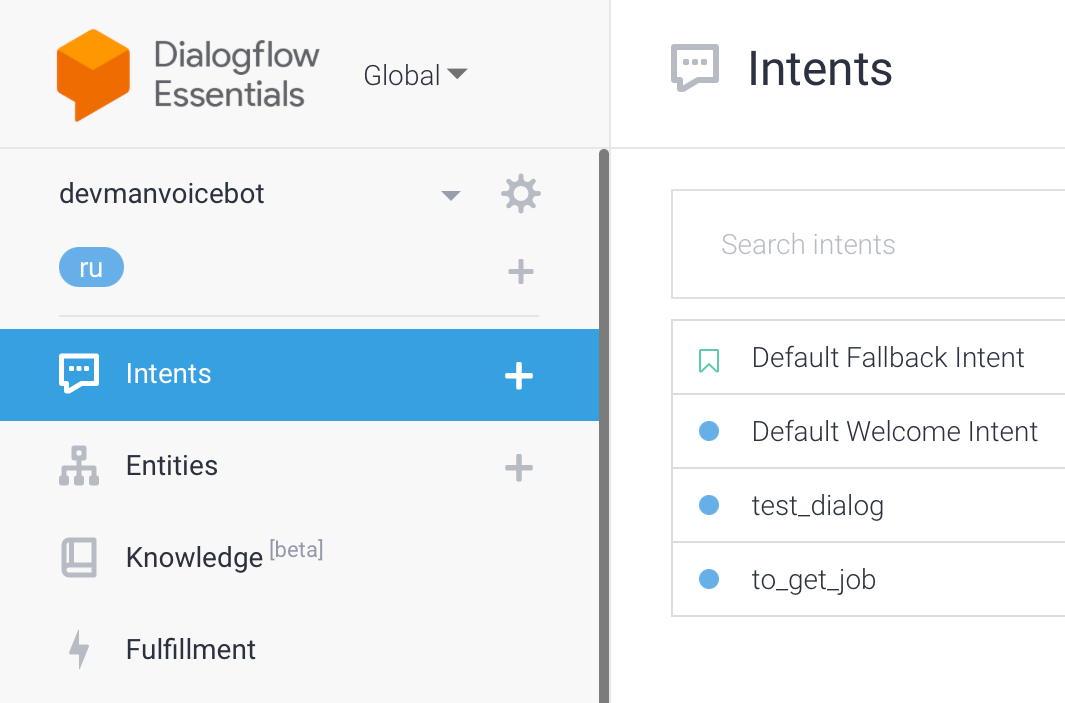 Dialogflow
Essentials
Global
Intents
devmanvoicebot
ru
Search intents
Intents
Entities
Knowledge [beta]
Fulfillment
Default Fallback Intent
Default Welcome Intent
test_dialog
to_get_job